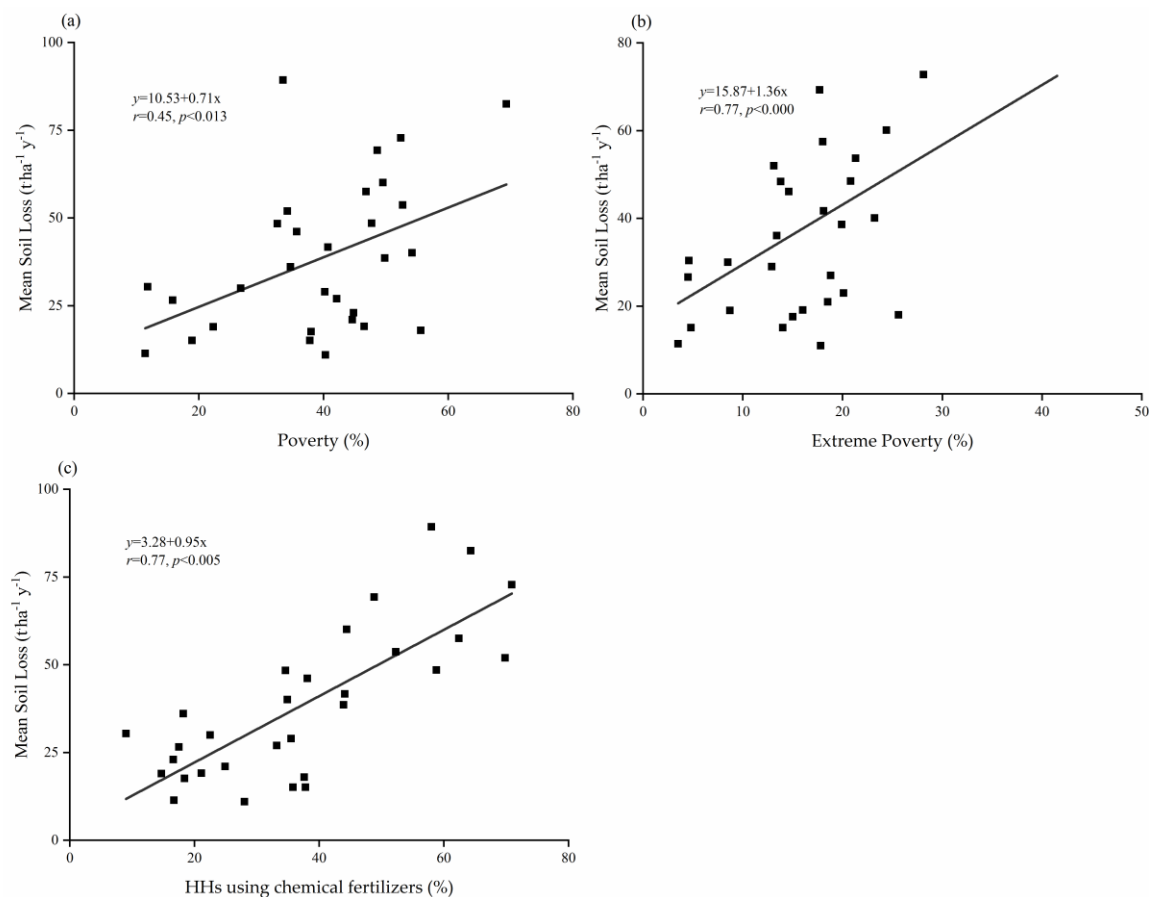 (a)
100
75
50
25
0
0
20
40
60
80
Mean Soil Loss (t·ha⁻¹ y⁻¹)
Poverty (%)
y=10.53+0.71x
r=0.45, p<0.013
(b)
80
60
40
20
0
0
10
20
30
40
50
Mean Soil Loss (t·ha⁻¹ y⁻¹)
Extreme Poverty (%)
y=15.87+1.36x
r=0.77, p<0.000
(c)
100
75
50
25
0
0
20
40
60
80
Mean Soil Loss (t·ha⁻¹ y⁻¹)
HHs using chemical fertilizers (%)
y=3.28+0.95x
r=0.77, p<0.005